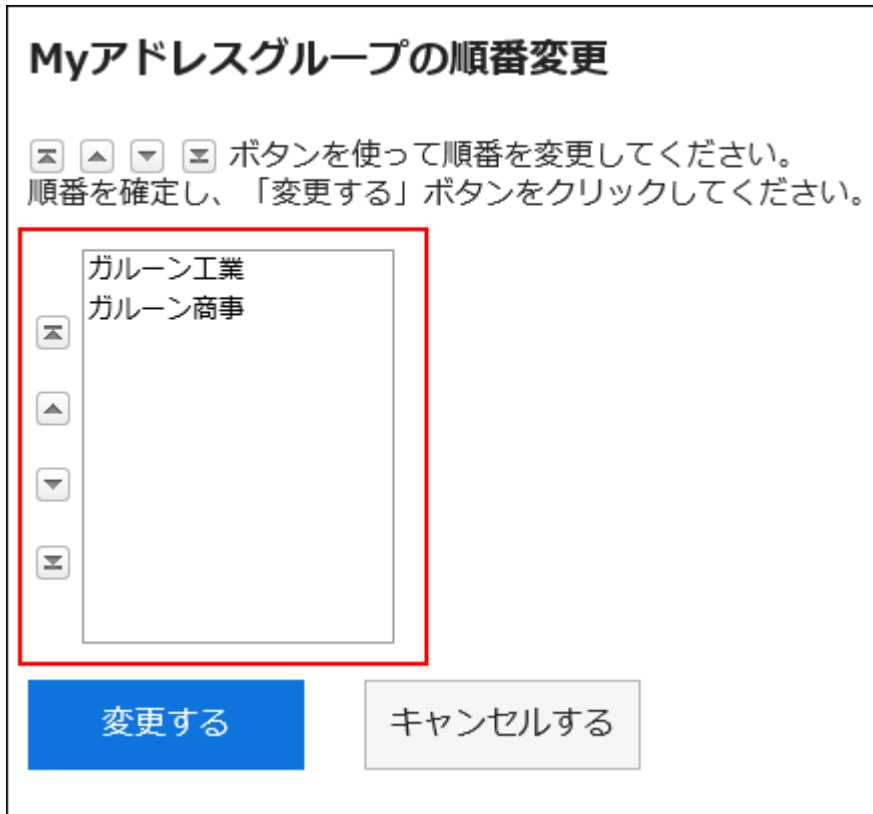 Myアドレスグループの順番変更
ボタンを使って順番を変更してください。
順番を確定し、「変更する」ボタンをクリックしてください。
ガルーン工業
ガルーン商事
変更する
キャンセルする